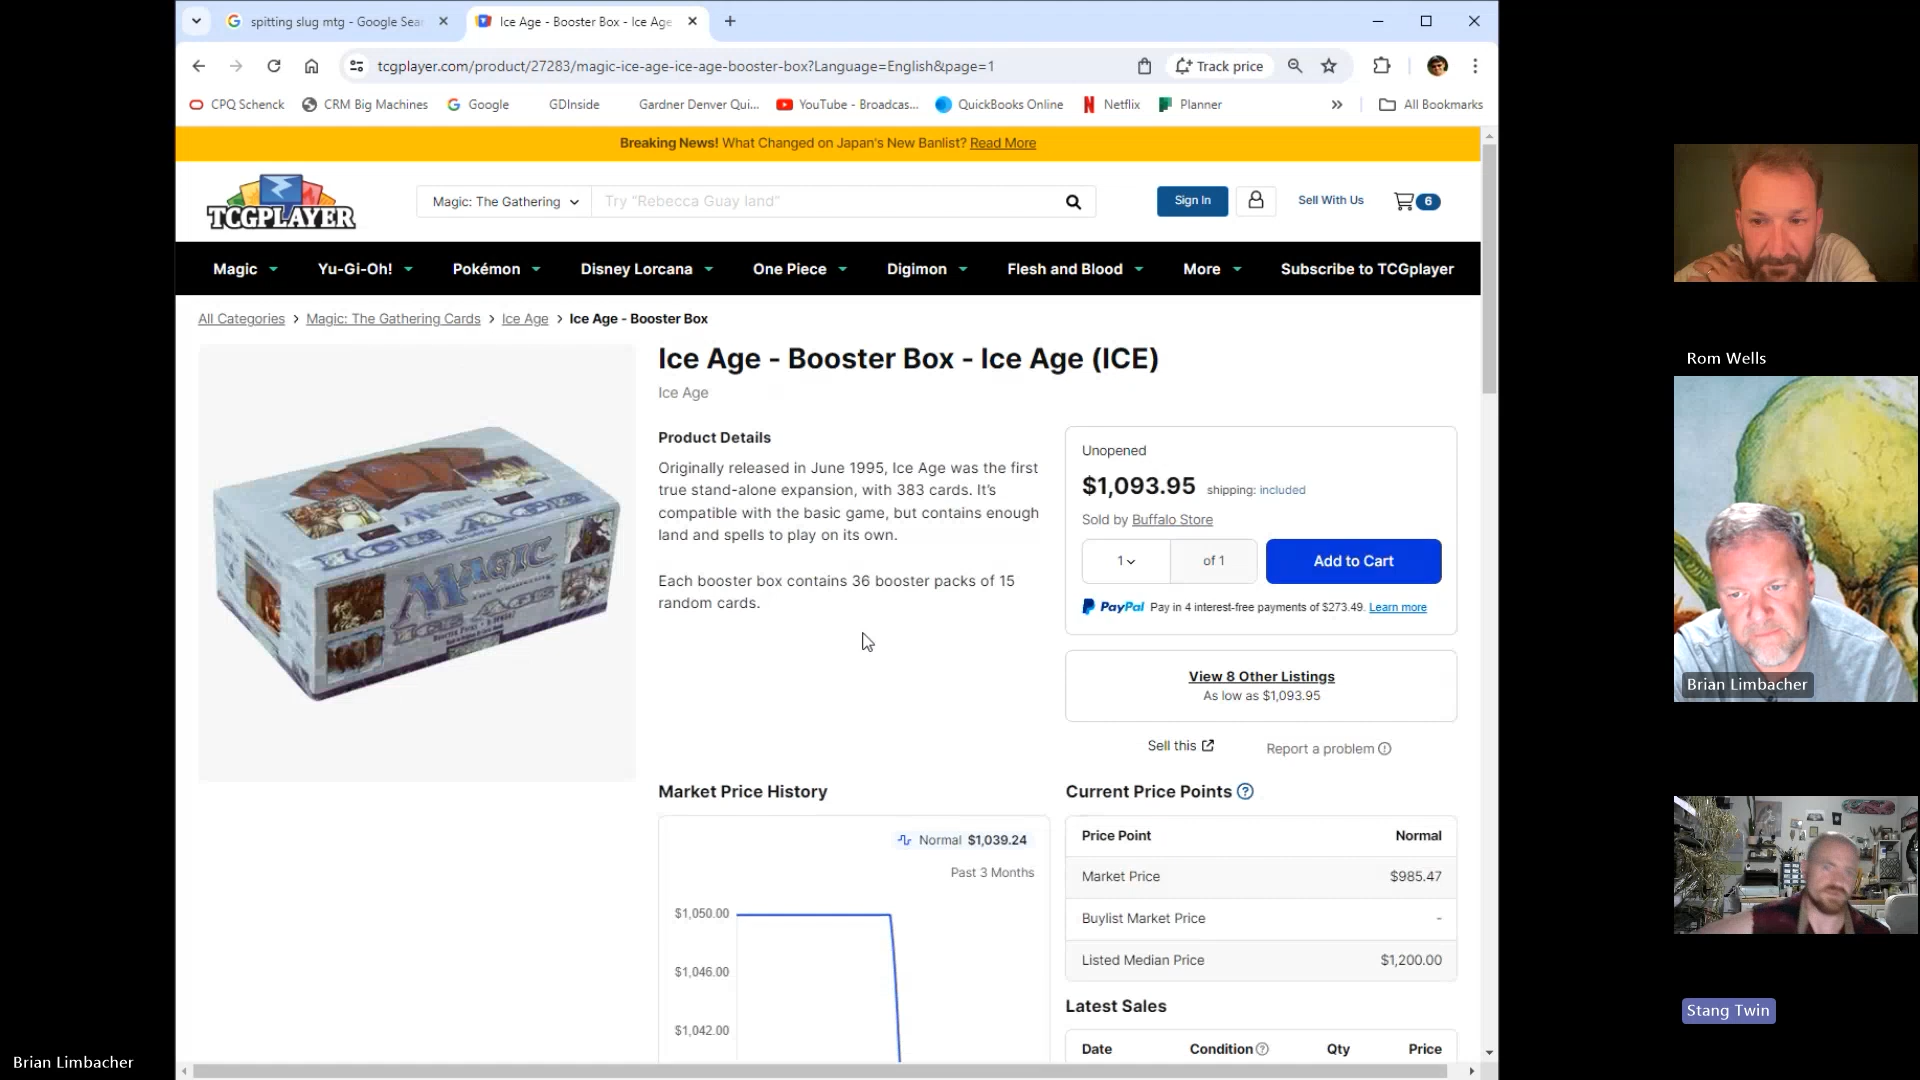 spitting slug mtg - Google Sear
Ice Age - Booster Box - Ice Age
tcgplayer.com/product/27283/magic-ice-age-ice-age-booster-box?Language=English&page=1
Track price
CPQ Schenck
CRM Big Machines
Google
GDInside
Gardner Denver Qui...
YouTube - Broadcas...
QuickBooks Online
Netflix
Planner
All Bookmarks
Breaking News! What Changed on Japan's New Banlist? Read More
TCGPLAYER
Magic: The Gathering
Try "Rebecca Guay land"
Sign In
Sell With Us
6
Magic
Yu-Gi-Oh!
Pokémon
Disney Lorcana
One Piece
Digimon
Flesh and Blood
More
Subscribe to TCGplayer
All Categories > Magic: The Gathering Cards > Ice Age > Ice Age - Booster Box
Ice Age - Booster Box - Ice Age (ICE)
Ice Age
Product Details
Originally released in June 1995, Ice Age was the first
true stand-alone expansion, with 383 cards. It's
compatible with the basic game, but contains enough
land and spells to play on its own.
Each booster box contains 36 booster packs of 15
random cards.
ICE AGE
MAGIC
ICE AGE
Unopened
$1,093.95 shipping: included
Sold by Buffalo Store
1
of 1
Add to Cart
PayPal Pay in 4 interest-free payments of $273.49. Learn more
View 8 Other Listings
As low as $1,093.95
Sell this
Report a problem
Market Price History
Normal $1,039.24
Past 3 Months
$1,050.00
$1,046.00
$1,042.00
Current Price Points
Price Point Normal
Market Price $985.47
Buylist Market Price -
Listed Median Price $1,200.00
Latest Sales
Date Condition Qty Price
Rom Wells
Brian Limbacher
Stang Twin
Brian Limbacher